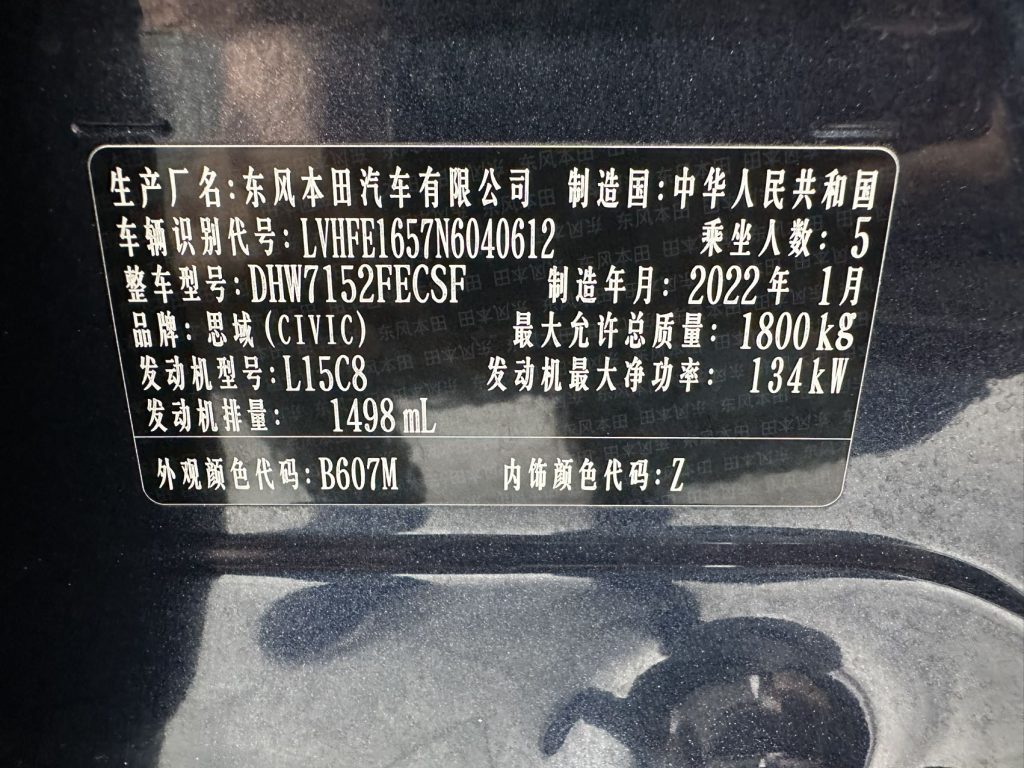 生产厂名:东风本田汽车有限公司 制造国:中华人民共和国
车辆识别代号:LVHFE1657N6040612 乘坐人数: 5
整车型号:DHW7152FECSF 制造年月: 2022年 1月
品牌:思域(CIVIC) 最大允许总质量: 1800kg
发动机型号:L15C8 发动机最大净功率: 134kW
发动机排量: 1498mL
外观颜色代码:B607M 内饰颜色代码:Z